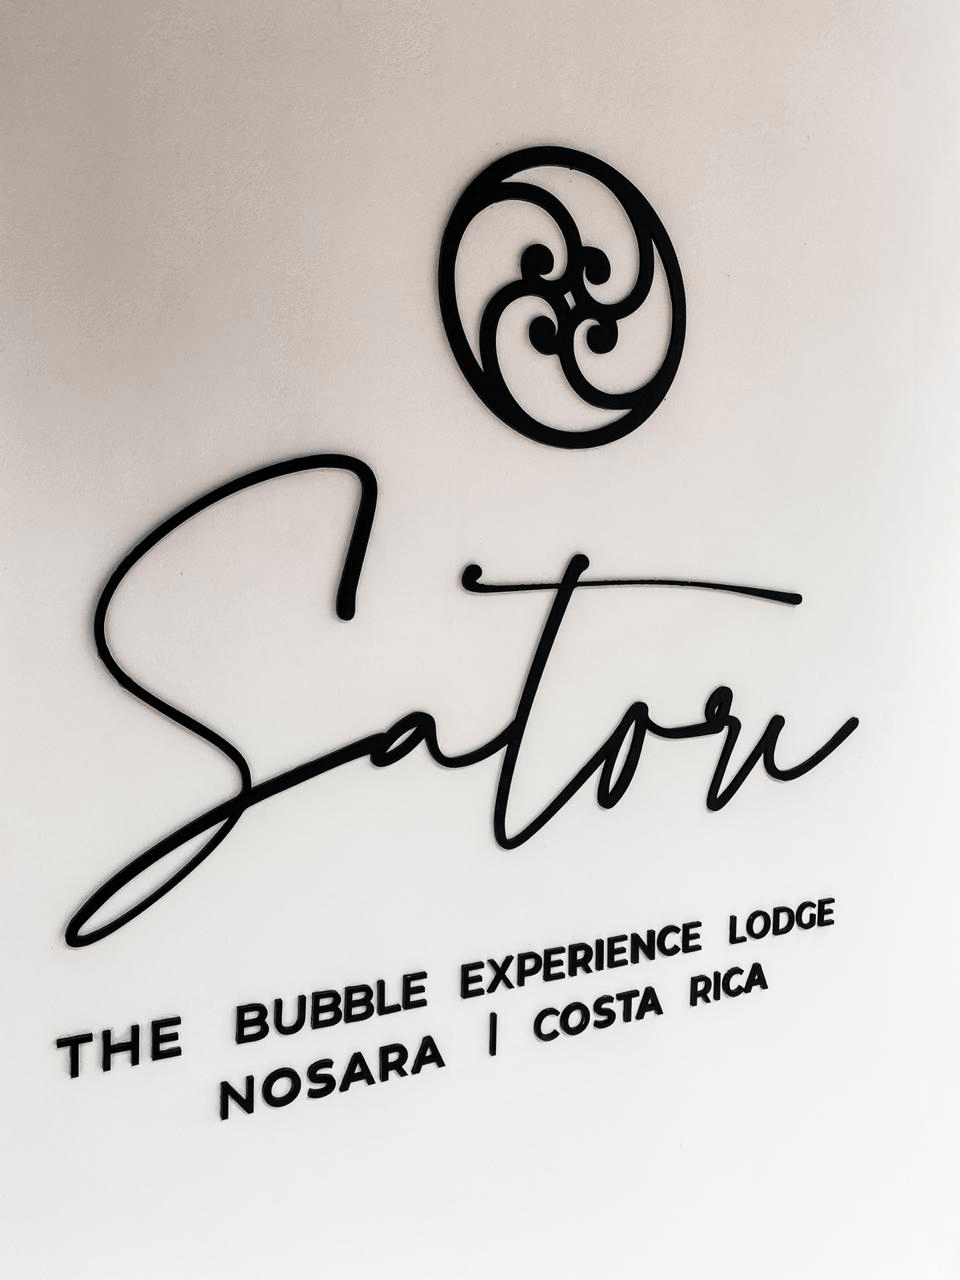 Satori
THE BUBBLE EXPERIENCE LODGE
NOSARA | COSTA RICA